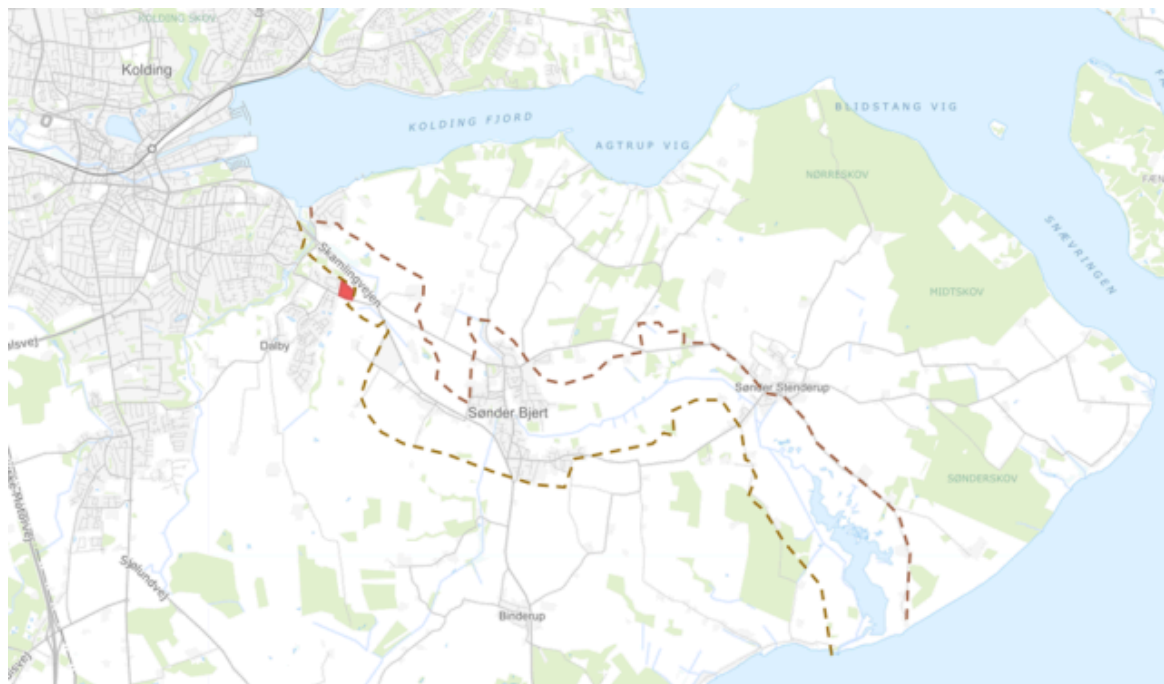 KOLDING SKOV
Kolding
KOLDING FJORD
AGTRUP VIG
BLIDSTANG VIG
NØRRESKOV
SNÆVRINGEN
MIDTSKOV
Skamlingvejen
Dalby
Sønder Stenderup
Sønder Bjert
SØNDERSKOV
Sjølundvej
Binderup